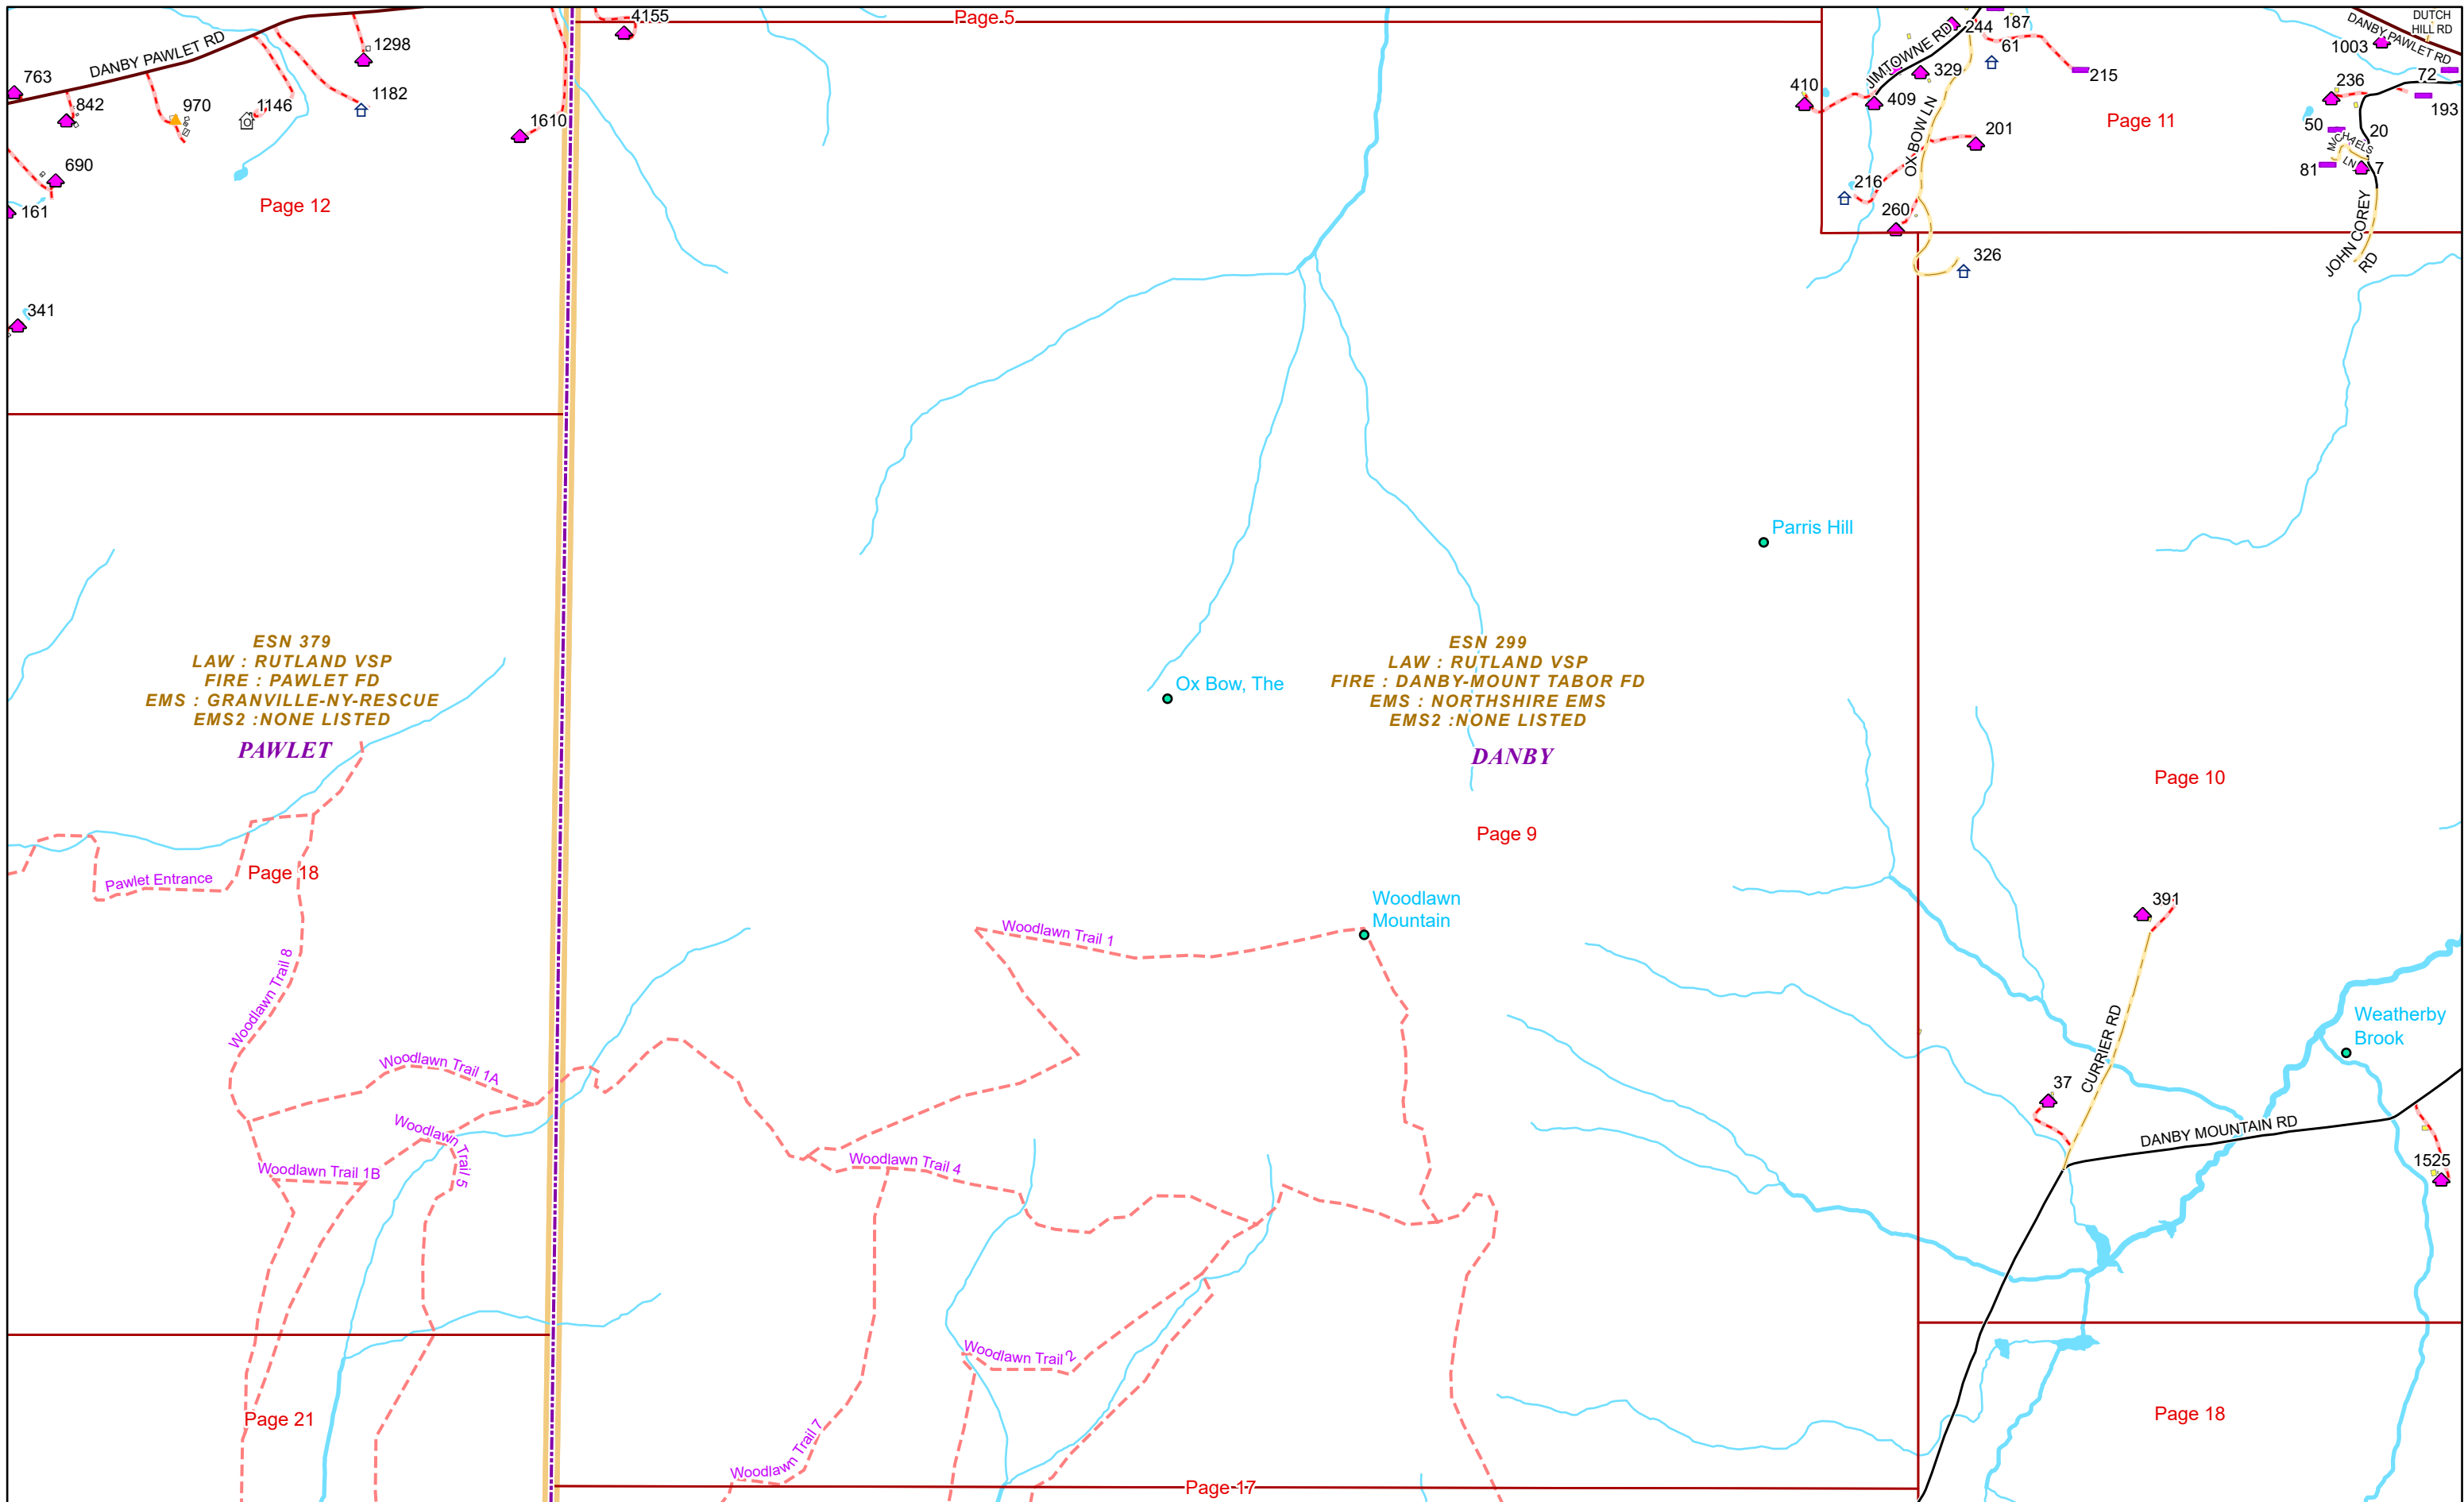 Page 5
4155
DANBY PAWLET RD
1298
763
842
970
1146
1182
1610
690
161
Page 12
341
JIMTOWNE RD
244
187
61
329
215
410
409
OX BOW LN
201
216
260
326
Page 11
DUTCH
HILL RD
DANBY PAWLET RD
1003
236
72
193
50
20
MICHAELS
LN
81
7
JOHN COREY
RD
Parris Hill
ESN 379
LAW : RUTLAND VSP
FIRE : PAWLET FD
EMS : GRANVILLE-NY-RESCUE
EMS2 :NONE LISTED
PAWLET
Ox Bow, The
ESN 299
LAW : RUTLAND VSP
FIRE : DANBY-MOUNT TABOR FD
EMS : NORTHSHIRE EMS
EMS2 :NONE LISTED
DANBY
Page 10
Page 9
Page 18
Pawlet Entrance
Woodlawn
Mountain
391
Woodlawn Trail 1
Woodlawn Trail 8
Weatherby
Brook
CURRIER RD
Woodlawn Trail 1A
37
Woodlawn Trail 5
DANBY MOUNTAIN RD
Woodlawn Trail 1B
Woodlawn Trail 4
1525
Woodlawn Trail 2
Page 21
Page 18
Woodlawn Trail 7
Page 17